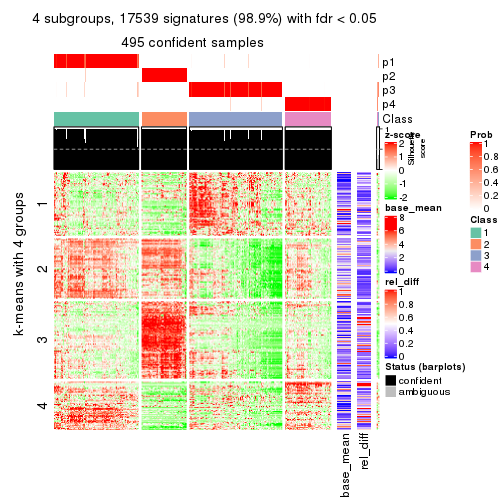 4 subgroups, 17539 signatures (98.9%) with fdr < 0.05
495 confident samples
p1
p2
p3
p4
Class
1
Silhouette score
k-means with 4 groups
1
2
3
4
base_mean
rel_diff
z-score
2
1
0
-1
-2
base_mean
8
6
4
2
0
rel_diff
1
0.8
0.6
0.4
0.2
0
Status (barplots)
confident
ambiguous
Prob
1
0.8
0.6
0.4
0.2
0
Class
1
2
3
4